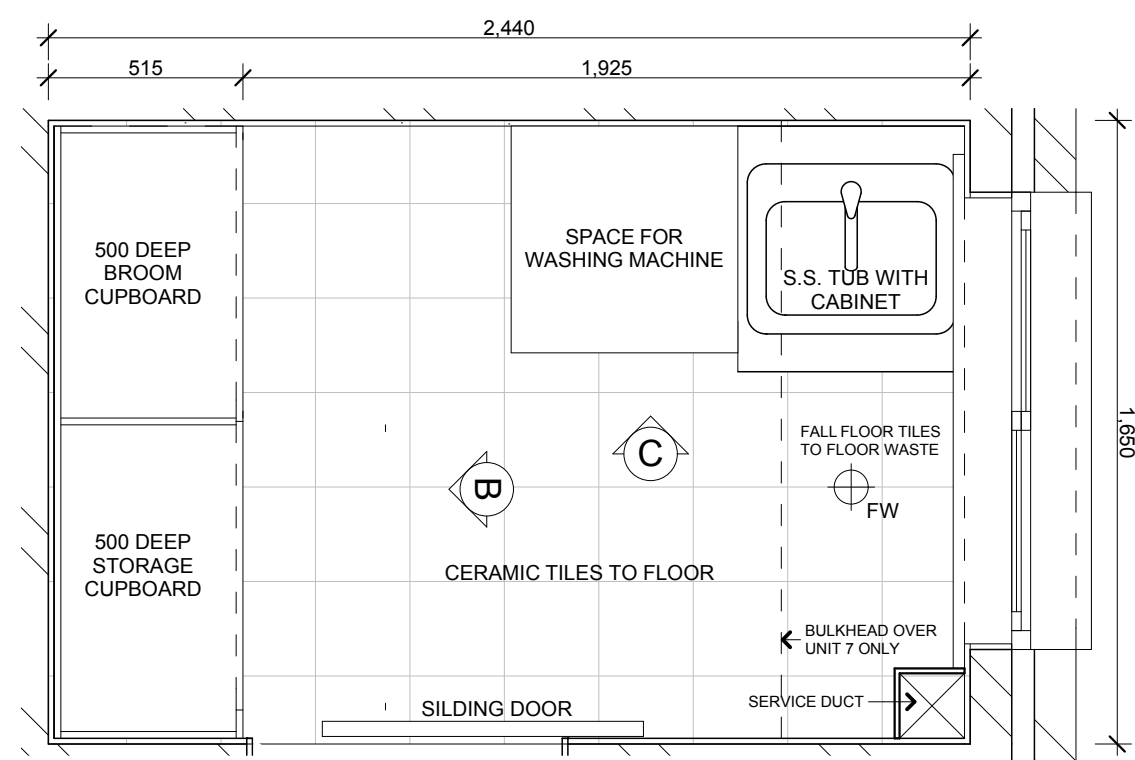 2,440
515
1,925
500 DEEP
BROOM
CUPBOARD
SPACE FOR
WASHING MACHINE
S.S. TUB WITH
CABINET
1,650
C
FALL FLOOR TILES
TO FLOOR WASTE
B
FW
500 DEEP
STORAGE
CUPBOARD
CERAMIC TILES TO FLOOR
BULKHEAD OVER
UNIT 7 ONLY
SERVICE DUCT
SILDING DOOR